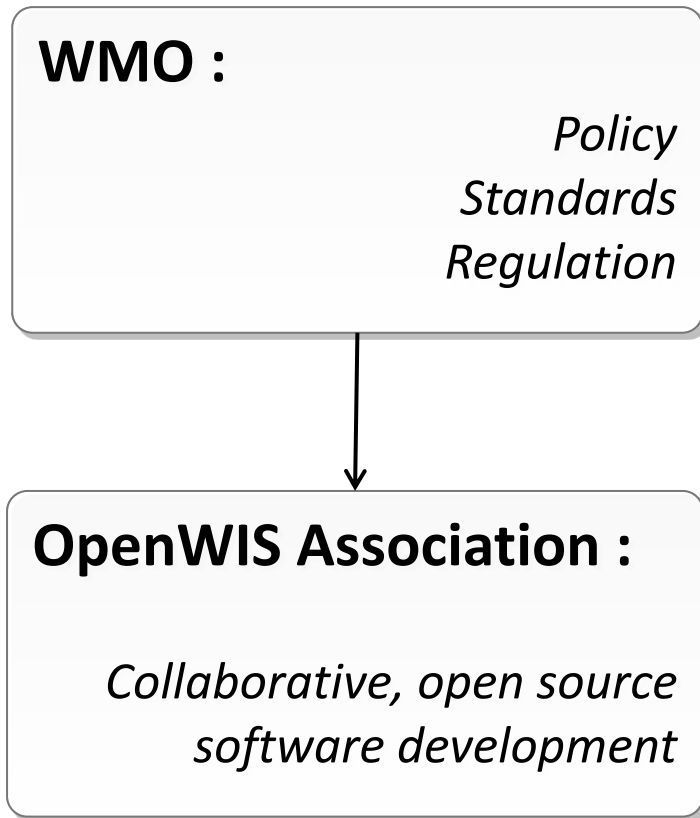 WMO :
Policy
Standards
Regulation
OpenWIS Association :
Collaborative, open source
software development